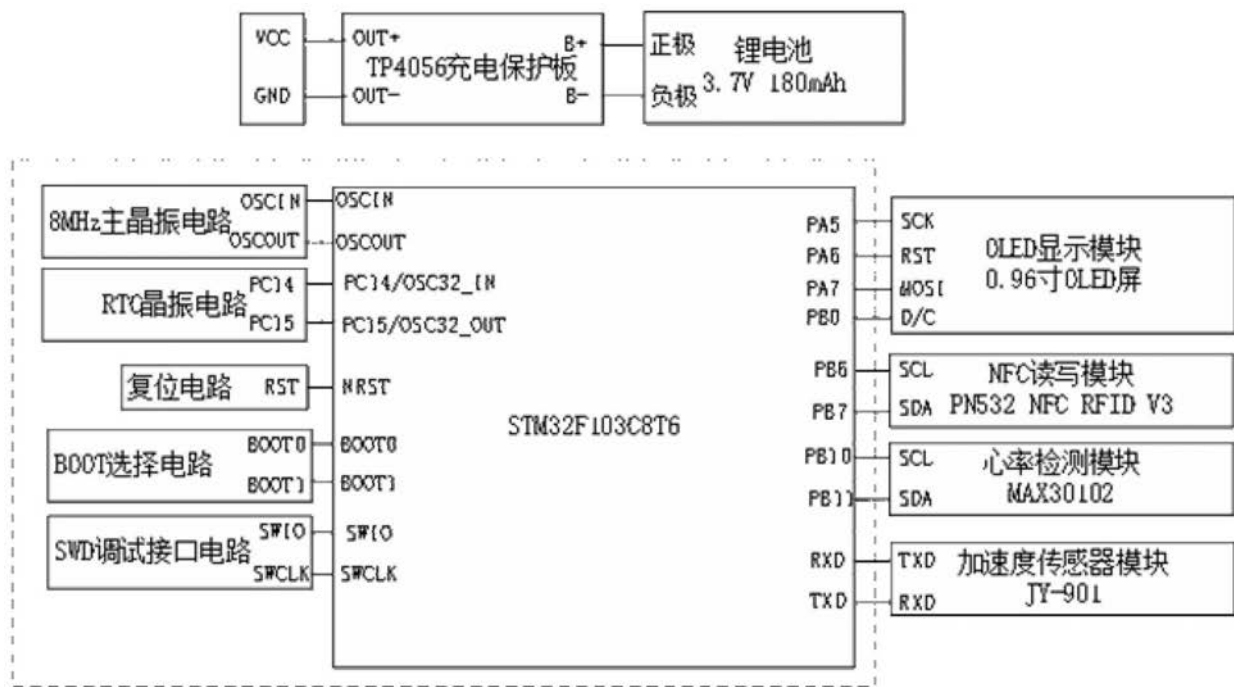 VCC
GND
OUT+
OUT-
TP4056充电保护板
B+
B-
正极
负极
锂电池
3.7V 180mAh
8MHz主晶振电路
OSCIN
OSCOUT
RTC晶振电路
PC14
PC15
复位电路
RST
BOOT选择电路
BOOT0
BOOT1
SWD调试接口电路
SWIO
SWCLK
OSCIN
OSCOUT
PC14/OSC32_IN
PC15/OSC32_OUT
NRST
BOOT0
BOOT1
SWIO
SWCLK
STM32F103C8T6
PA5
PA6
PA7
PB0
PB6
PB7
PB10
PB11
RXD
TXD
SCK
RST
MOSI
D/C
OLED显示模块
0.96寸OLED屏
SCL
SDA
NFC读写模块
PN532 NFC RFID V3
SCL
SDA
心率检测模块
MAX30102
TXD
RXD
加速度传感器模块
JY-901